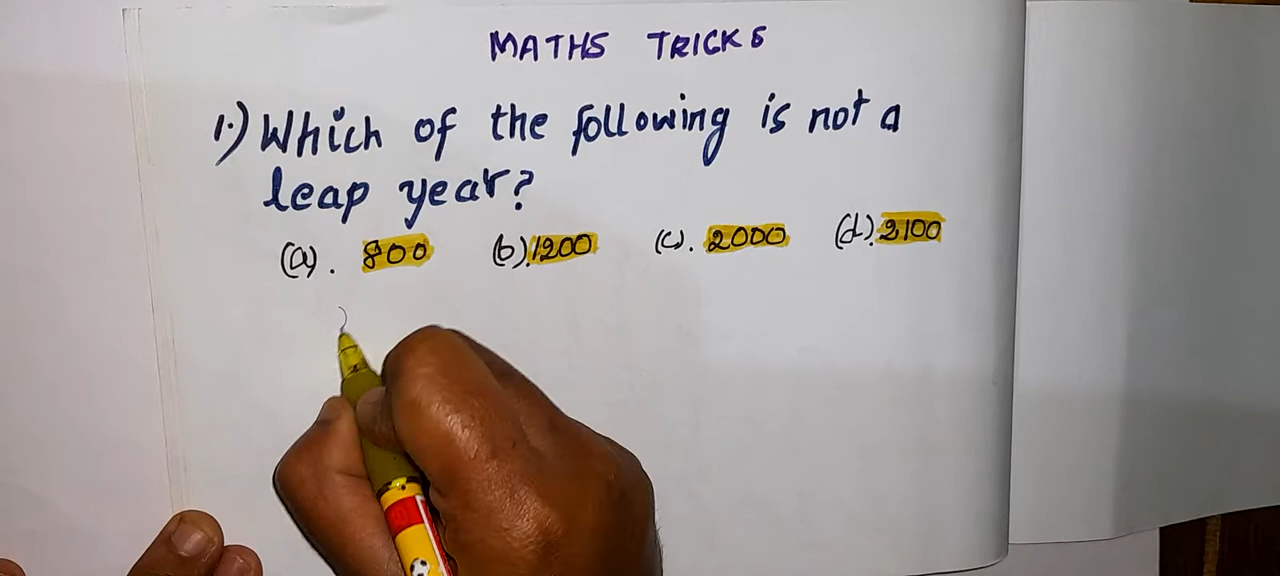 MATHS TRICKS
1.) Which of the following is not a
leap year?
(a). 800 (b). 1200 (c). 2000 (d). 2100